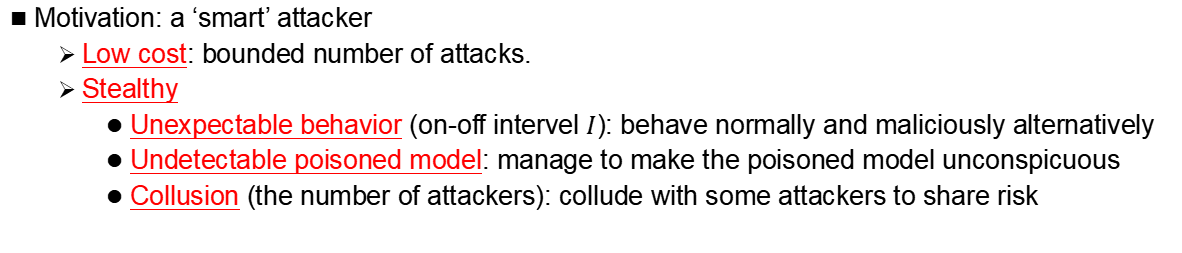 ■ Motivation: a ‘smart’ attacker
➢ Low cost: bounded number of attacks.
➢ Stealthy
● Unexpectable behavior (on-off intervel I): behave normally and maliciously alternatively
● Undetectable poisoned model: manage to make the poisoned model unconspicuous
● Collusion (the number of attackers): collude with some attackers to share risk